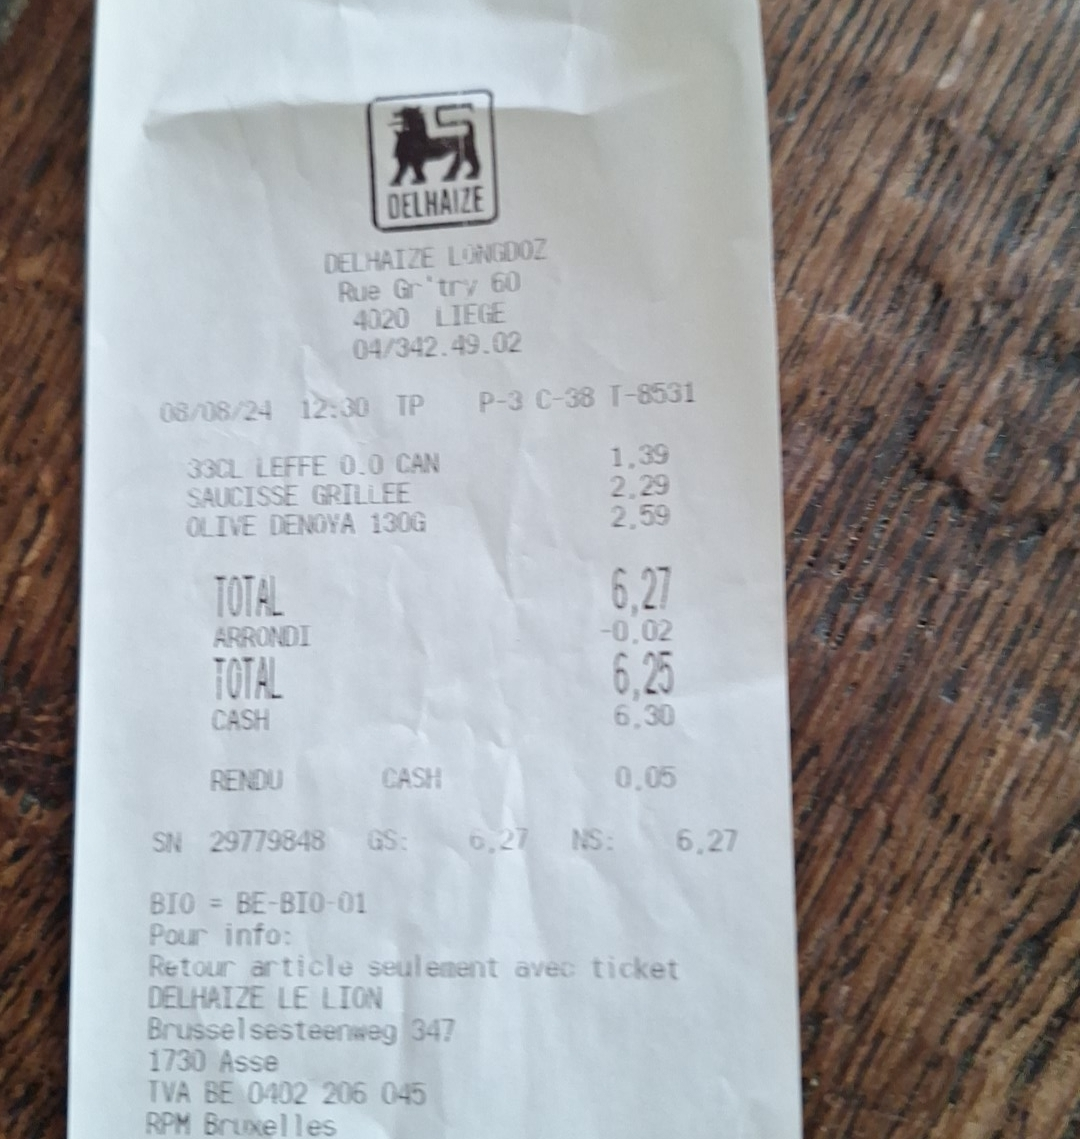 DELHAIZE
DELHAIZE LONGDOZ
Rue Gr'try 60
4020 LIEGE
04/342.49.02
08/08/24 12:30 TP P-3 C-38 T-8531
33CL LEFFE 0.0 CAN 1,39
SAUCISSE GRILLEE 2,29
OLIVE DENOYA 130G 2,59
TOTAL 6,27
ARRONDI -0,02
TOTAL 6,25
CASH 6,30
RENDU CASH 0,05
SN 29779848 GS: 6,27 NS: 6,27
BIO = BE-BIO-01
Pour info:
Retour article seulement avec ticket
DELHAIZE LE LION
Brusselsesteenweg 347
1730 Asse
TVA BE 0402 206 045
RPM Bruxelles